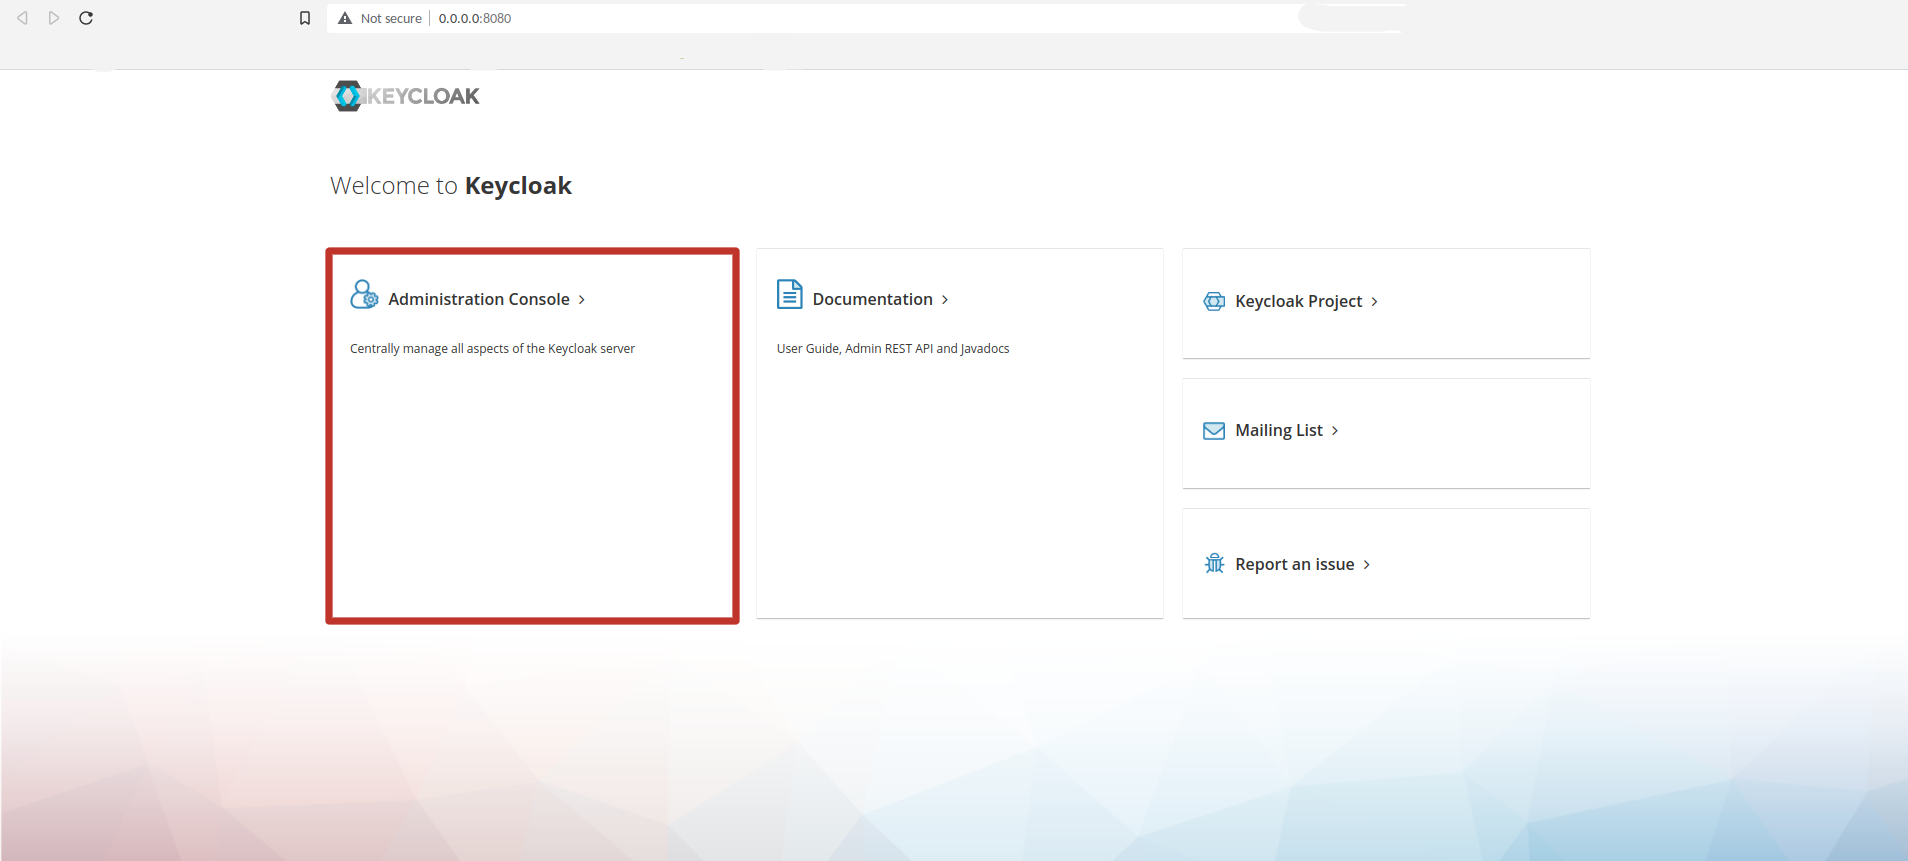 Not secure 0.0.0.0:8080
KEYCLOAK
Welcome to Keycloak
Administration Console
Centrally manage all aspects of the Keycloak server
Documentation
User Guide, Admin REST API and Javadocs
Keycloak Project
Mailing List
Report an issue